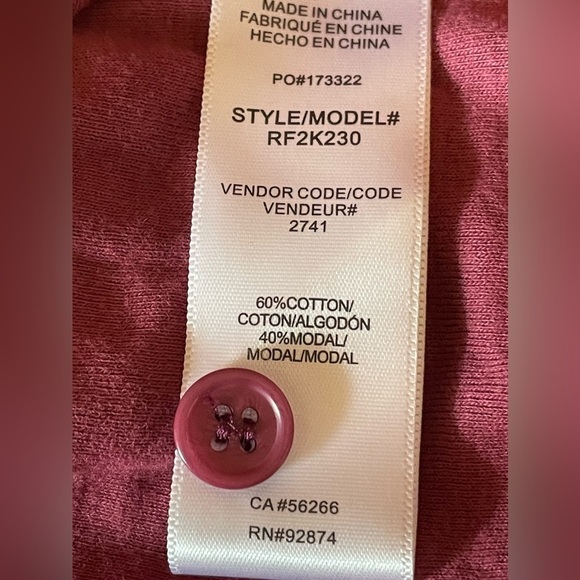 MADE IN CHINA
FABRIQUÉ EN CHINE
HECHO EN CHINA
PO#173322
STYLE/MODEL#
RF2K230
VENDOR CODE/CODE
VENDEUR#
2741
60%COTTON/
COTON/ALGODÓN
40%MODAL/
MODAL/MODAL
CA #56266
RN#92874